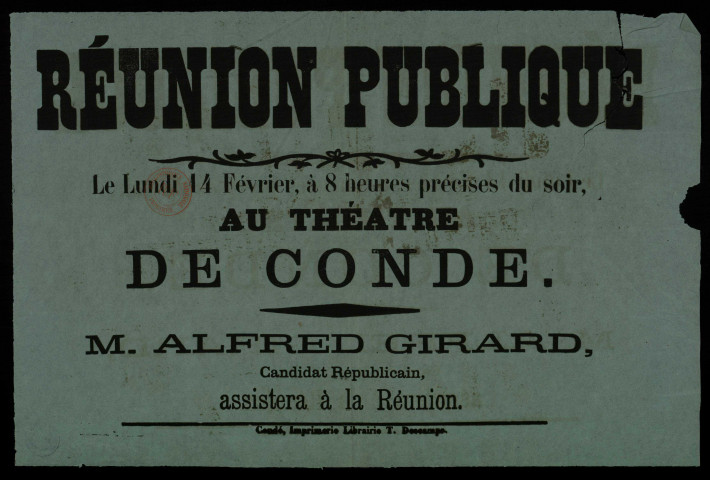 RÉUNION PUBLIQUE
Le Lundi 14 Février, à 8 heures précises du soir,
AU THÉATRE
DE CONDE.
M. ALFRED GIRARD,
Candidat Républicain,
assistera à la Réunion.
Condé, Imprimerie Librairie T. Descamps.